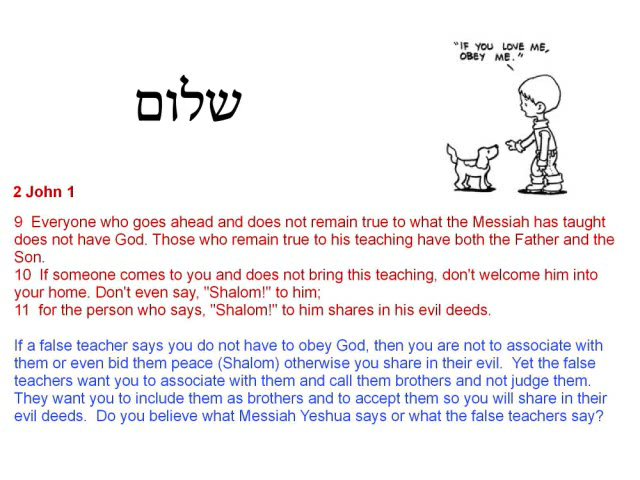 "IF YOU LOVE ME,
OBEY ME."
שלום
2 John 1
9  Everyone who goes ahead and does not remain true to what the Messiah has taught
does not have God. Those who remain true to his teaching have both the Father and the
Son.
10  If someone comes to you and does not bring this teaching, don't welcome him into
your home. Don't even say, "Shalom!" to him;
11  for the person who says, "Shalom!" to him shares in his evil deeds.
If a false teacher says you do not have to obey God, then you are not to associate with
them or even bid them peace (Shalom) otherwise you share in their evil.  Yet the false
teachers want you to associate with them and call them brothers and not judge them.
They want you to include them as brothers and to accept them so you will share in their
evil deeds.  Do you believe what Messiah Yeshua says or what the false teachers say?